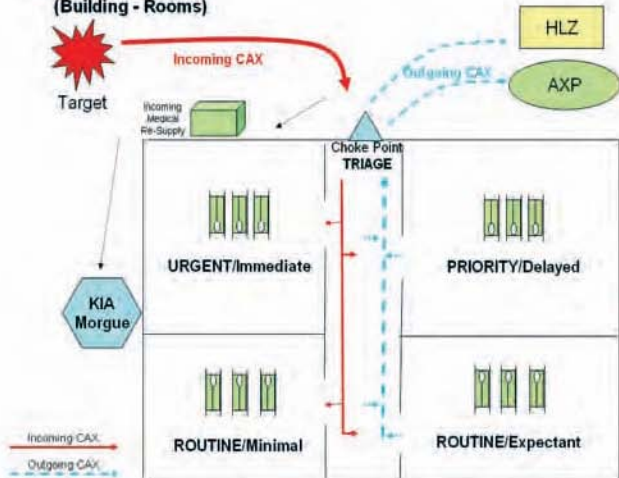 (Building - Rooms)
HLZ
Incoming CAX
Outgoing CAX
AXP
Target
Incoming
Medical
Re-Supply
Choke Point
TRIAGE
URGENT/Immediate
PRIORITY/Delayed
KIA
Morgue
ROUTINE/Minimal
ROUTINE/Expectant
Incoming CAX
Outgoing CAX